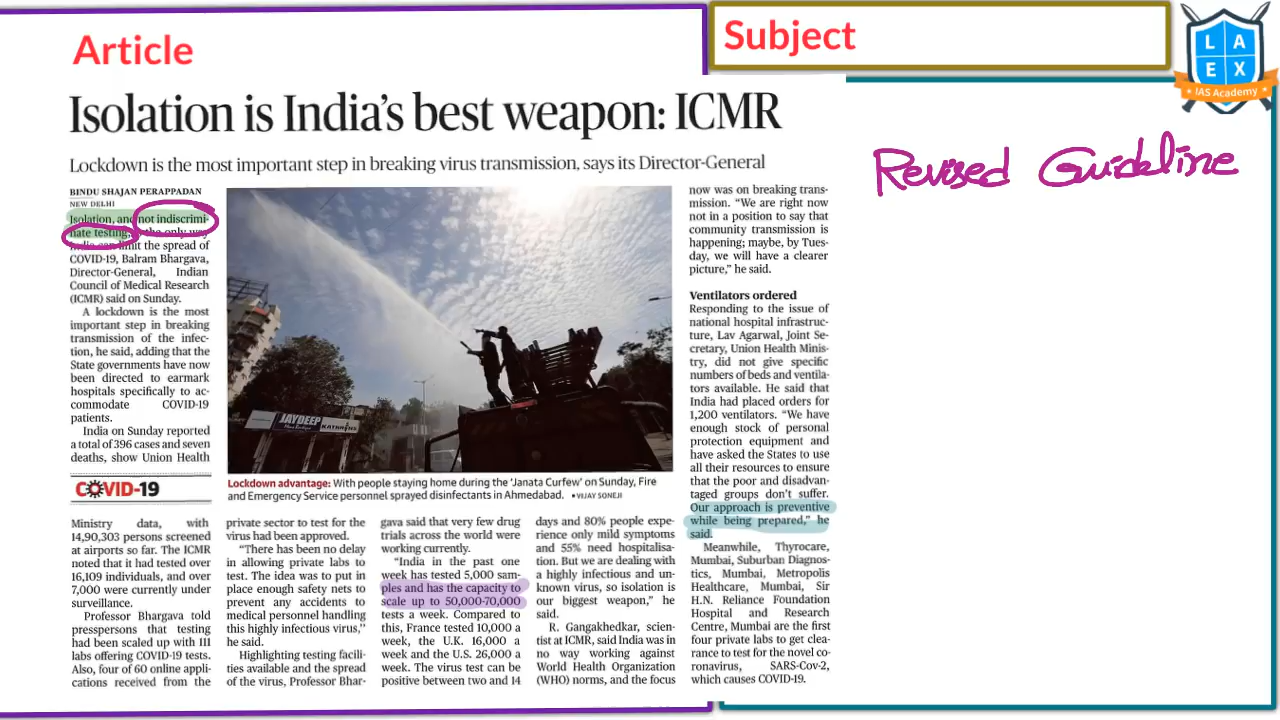 Article
Subject
L A
E X
IAS Academy
Isolation is India's best weapon: ICMR
Lockdown is the most important step in breaking virus transmission, says its Director-General
Revised Guideline
BINDU SHAJAN PERAPPADAN
NEW DELHI
Isolation, and not indiscrimi-
nate testing, the only way
India can limit the spread of
COVID-19, Balram Bhargava,
Director-General, Indian
Council of Medical Research
(ICMR) said on Sunday.
A lockdown is the most
important step in breaking
transmission of the infec-
tion, he said, adding that the
State governments have now
been directed to earmark
hospitals specifically to ac-
commodate COVID-19
patients.
India on Sunday reported
a total of 396 cases and seven
deaths, show Union Health
COVID-19
JAYDEEP
Lockdown advantage: With people staying home during the 'Janata Curfew' on Sunday, Fire
and Emergency Service personnel sprayed disinfectants in Ahmedabad. • VIJAY SONEJI
Ministry data, with
14,90,303 persons screened
at airports so far. The ICMR
noted that it had tested over
16,109 individuals, and over
7,000 were currently under
surveillance.
Professor Bhargava told
presspersons that testing
had been scaled up with 111
labs offering COVID-19 tests.
Also, four of 60 online appli-
cations received from the
private sector to test for the
virus had been approved.
"There has been no delay
in allowing private labs to
test. The idea was to put in
place enough safety nets to
prevent any accidents to
medical personnel handling
this highly infectious virus,"
he said.
Highlighting testing facili-
ties available and the spread
of the virus, Professor Bhar-
gava said that very few drug
trials across the world were
working currently.
"India in the past one
week has tested 5,000 sam-
ples and has the capacity to
scale up to 50,000-70,000
tests a week. Compared to
this, France tested 10,000 a
week, the U.K. 16,000 a
week and the U.S. 26,000 a
week. The virus test can be
positive between two and 14
days and 80% people expe-
rience only mild symptoms
and 55% need hospitalisa-
tion. But we are dealing with
a highly infectious and un-
known virus, so isolation is
our biggest weapon," he
said.
R. Gangakhedkar, scien-
tist at ICMR, said India was in
no way working against
World Health Organization
(WHO) norms, and the focus
now was on breaking trans-
mission. "We are right now
not in a position to say that
community transmission is
happening; maybe, by Tues-
day, we will have a clearer
picture," he said.
Ventilators ordered
Responding to the issue of
national hospital infrastruc-
ture, Lav Agarwal, Joint Se-
cretary, Union Health Minis-
try, did not give specific
numbers of beds and ventila-
tors available. He said that
India had placed orders for
1,200 ventilators. "We have
enough stock of personal
protection equipment and
have asked the States to use
all their resources to ensure
that the poor and disadvan-
taged groups don't suffer.
Our approach is preventive
while being prepared," he
said.
Meanwhile, Thyrocare,
Mumbai, Suburban Diagnos-
tics, Mumbai, Metropolis
Healthcare, Mumbai, Sir
H.N. Reliance Foundation
Hospital and Research
Centre, Mumbai are the first
four private labs to get clea-
rance to test for the novel co-
ronavirus, SARS-Cov-2,
which causes COVID-19.